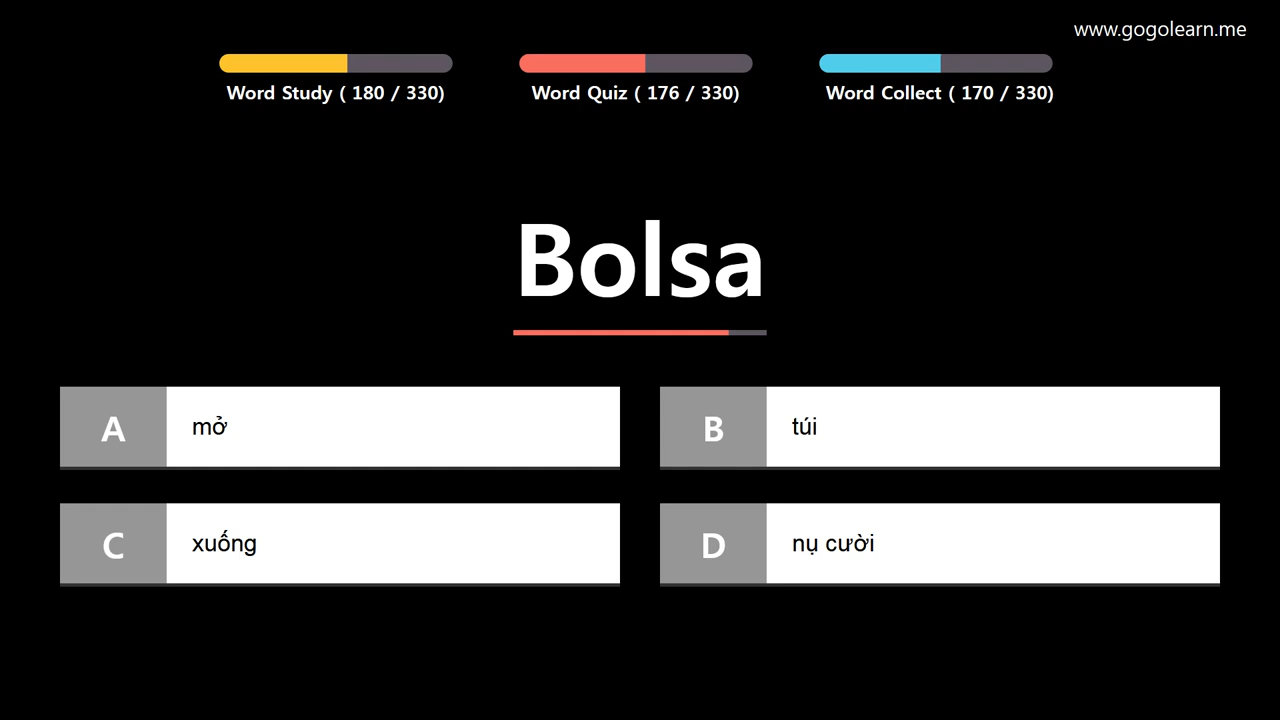 www.gogolearn.me
Word Study ( 180 / 330)
Word Quiz ( 176 / 330)
Word Collect ( 170 / 330)
Bolsa
A mở
B túi
C xuống
D nụ cười